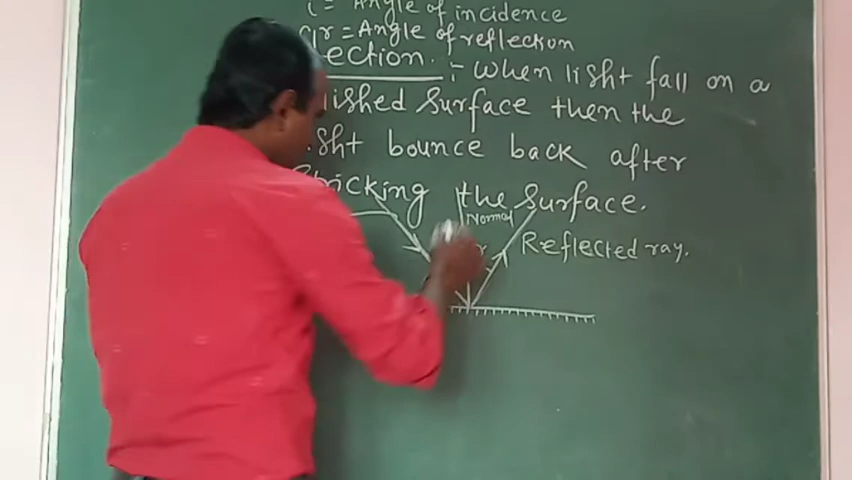 i = Angle of incidence
r = Angle of reflection
ection. :- When light fall on a
lished surface then the
ght bounce back after
Stricking the surface.
Normal
r Reflected ray.